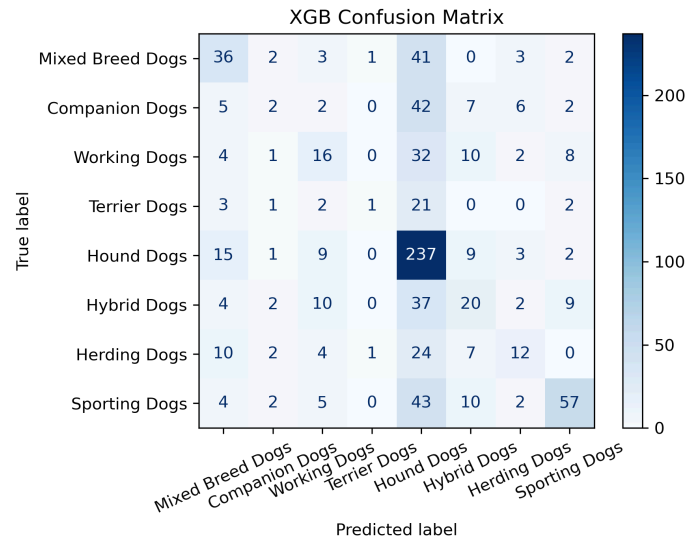 XGB Confusion Matrix
True label
Mixed Breed Dogs 36 2 3 1 41 0 3 2
Companion Dogs 5 2 2 0 42 7 6 2
Working Dogs 4 1 16 0 32 10 2 8
Terrier Dogs 3 1 2 1 21 0 0 2
Hound Dogs 15 1 9 0 237 9 3 2
Hybrid Dogs 4 2 10 0 37 20 2 9
Herding Dogs 10 2 4 1 24 7 12 0
Sporting Dogs 4 2 5 0 43 10 2 57
Mixed Breed Dogs
Companion Dogs
Working Dogs
Terrier Dogs
Hound Dogs
Hybrid Dogs
Herding Dogs
Sporting Dogs
Predicted label
200
150
100
50
0